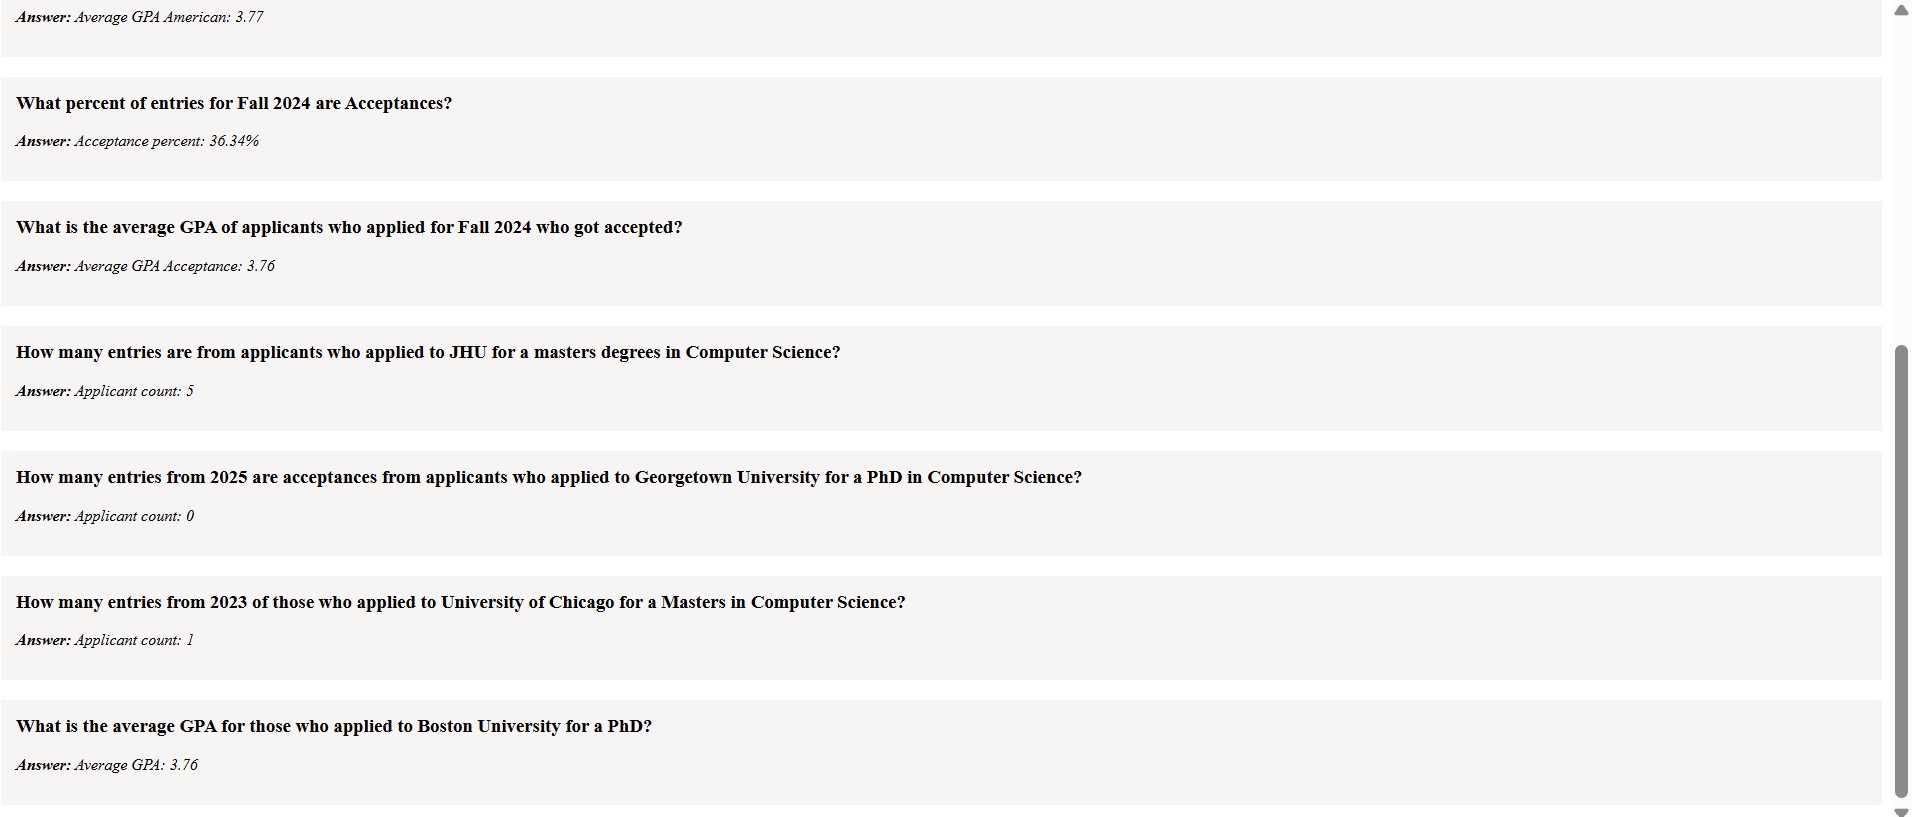 Answer: Average GPA American: 3.77
What percent of entries for Fall 2024 are Acceptances?
Answer: Acceptance percent: 36.34%
What is the average GPA of applicants who applied for Fall 2024 who got accepted?
Answer: Average GPA Acceptance: 3.76
How many entries are from applicants who applied to JHU for a masters degrees in Computer Science?
Answer: Applicant count: 5
How many entries from 2025 are acceptances from applicants who applied to Georgetown University for a PhD in Computer Science?
Answer: Applicant count: 0
How many entries from 2023 of those who applied to University of Chicago for a Masters in Computer Science?
Answer: Applicant count: 1
What is the average GPA for those who applied to Boston University for a PhD?
Answer: Average GPA: 3.76